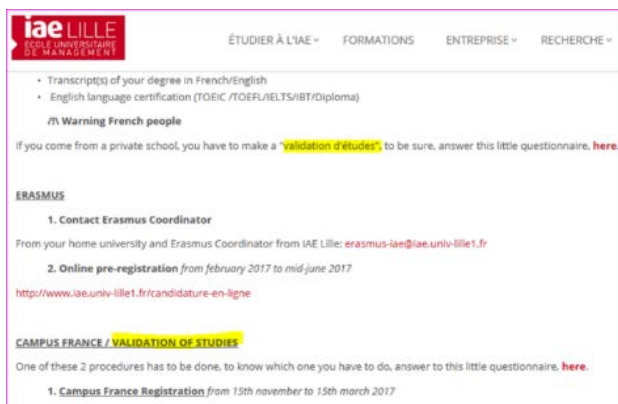 iae LILLE
ECOLE UNIVERSITAIRE
DE MANAGEMENT
ÉTUDIER À L'IAE FORMATIONS ENTREPRISE RECHERCHE
• Transcript(s) of your degree in French/English
• English language certification (TOEIC /TOEFL/IELTS/IBT/Diploma)
/!\ Warning French people
If you come from a private school, you have to make a "validation d'études", to be sure, answer this little questionnaire, here.
ERASMUS
1. Contact Erasmus Coordinator
From your home university and Erasmus Coordinator from IAE Lille: erasmus-iae@iae.univ-lille1.fr
2. Online pre-registration from february 2017 to mid-june 2017
http://www.iae.univ-lille1.fr/candidature-en-ligne
CAMPUS FRANCE / VALIDATION OF STUDIES
One of these 2 procedures has to be done, to know which one you have to do, answer to this little questionnaire, here.
1. Campus France Registration from 15th november to 15th march 2017